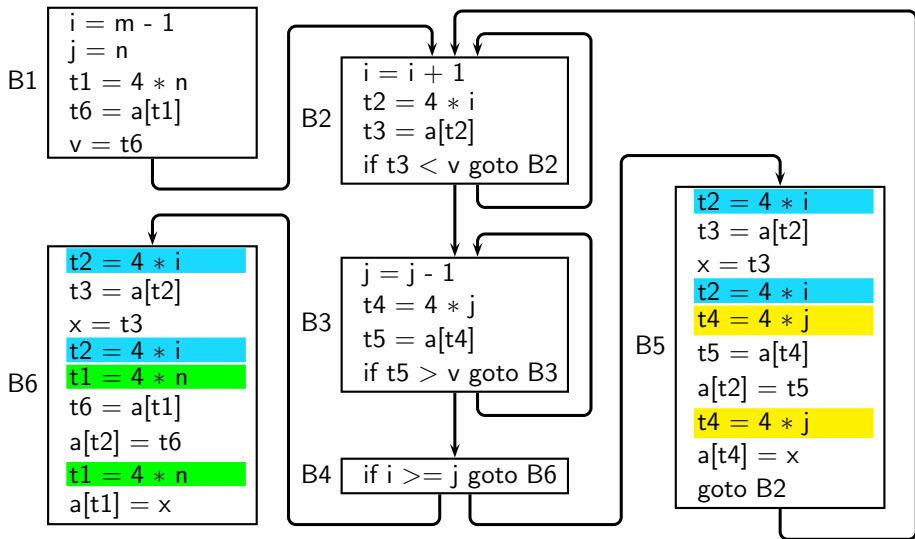 B1
i = m - 1
j = n
t1 = 4 * n
t6 = a[t1]
v = t6
B2
i = i + 1
t2 = 4 * i
t3 = a[t2]
if t3 < v goto B2
B3
j = j - 1
t4 = 4 * j
t5 = a[t4]
if t5 > v goto B3
B4
if i >= j goto B6
B5
t2 = 4 * i
t3 = a[t2]
x = t3
t2 = 4 * i
t4 = 4 * j
t5 = a[t4]
a[t2] = t5
t4 = 4 * j
a[t4] = x
goto B2
B6
t2 = 4 * i
t3 = a[t2]
x = t3
t2 = 4 * i
t1 = 4 * n
t6 = a[t1]
a[t2] = t6
t1 = 4 * n
a[t1] = x